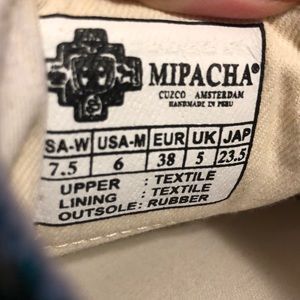 MIPACHA®
CUZCO AMSTERDAM
HANDMADE IN PERU
SA-W USA-M EUR UK JAP
7.5 6 38 5 23.5
UPPER : TEXTILE
LINING : TEXTILE
OUTSOLE: RUBBER